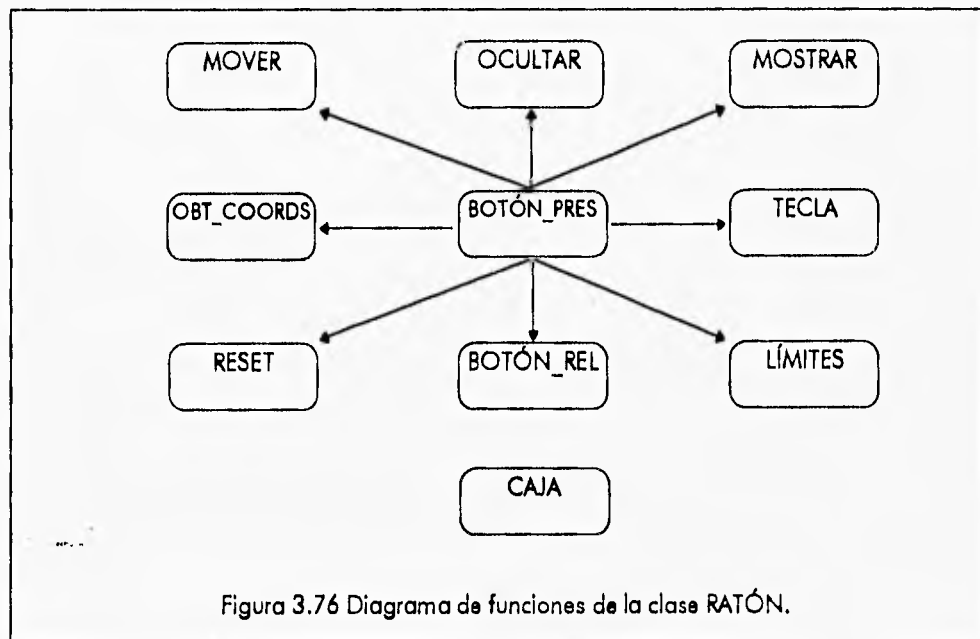 MOVER
OCULTAR
MOSTRAR
OBT_COORDS
BOTÓN_PRES
TECLA
RESET
BOTÓN_REL
LÍMITES
CAJA
Figura 3.76 Diagrama de funciones de la clase RATÓN.